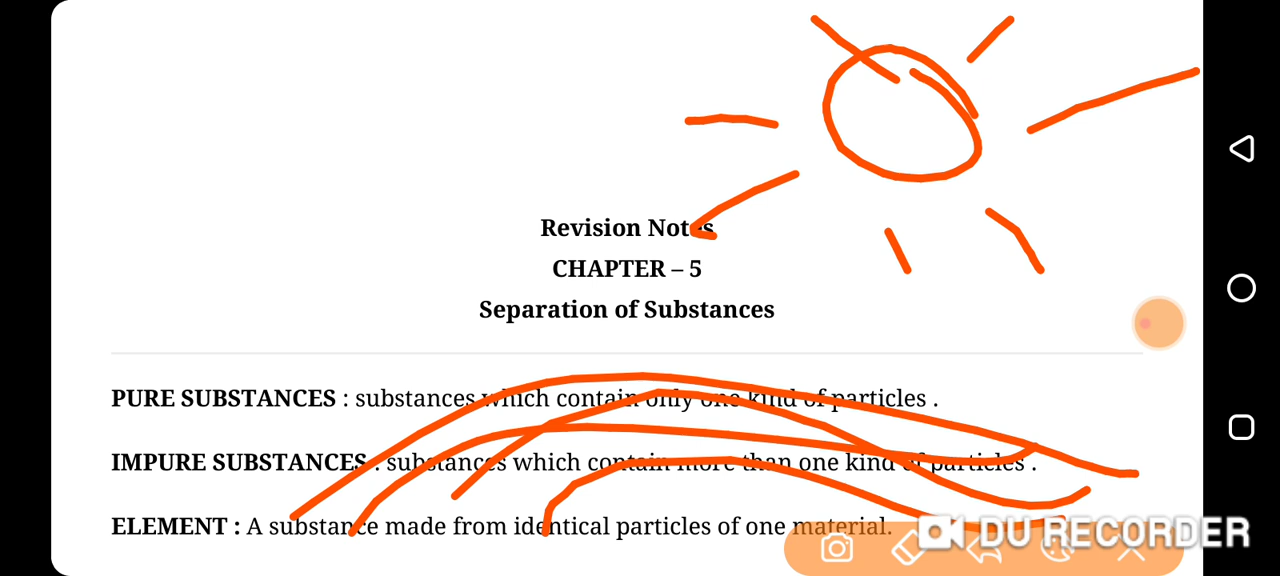 Revision Notes
CHAPTER – 5
Separation of Substances
PURE SUBSTANCES : substances which contain only one kind of particles .
IMPURE SUBSTANCES : substances which contain more than one kind of particles .
ELEMENT : A substance made from identical particles of one material.
DU RECORDER